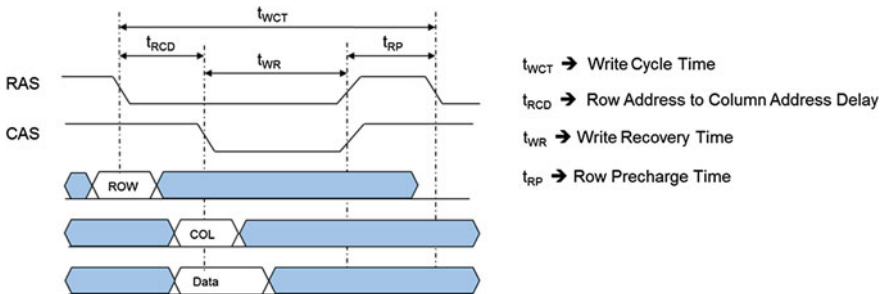 tWCT
tRCD
tRP
tWR
RAS
CAS
ROW
COL
Data
tWCT ➔ Write Cycle Time
tRCD ➔ Row Address to Column Address Delay
tWR ➔ Write Recovery Time
tRP ➔ Row Precharge Time